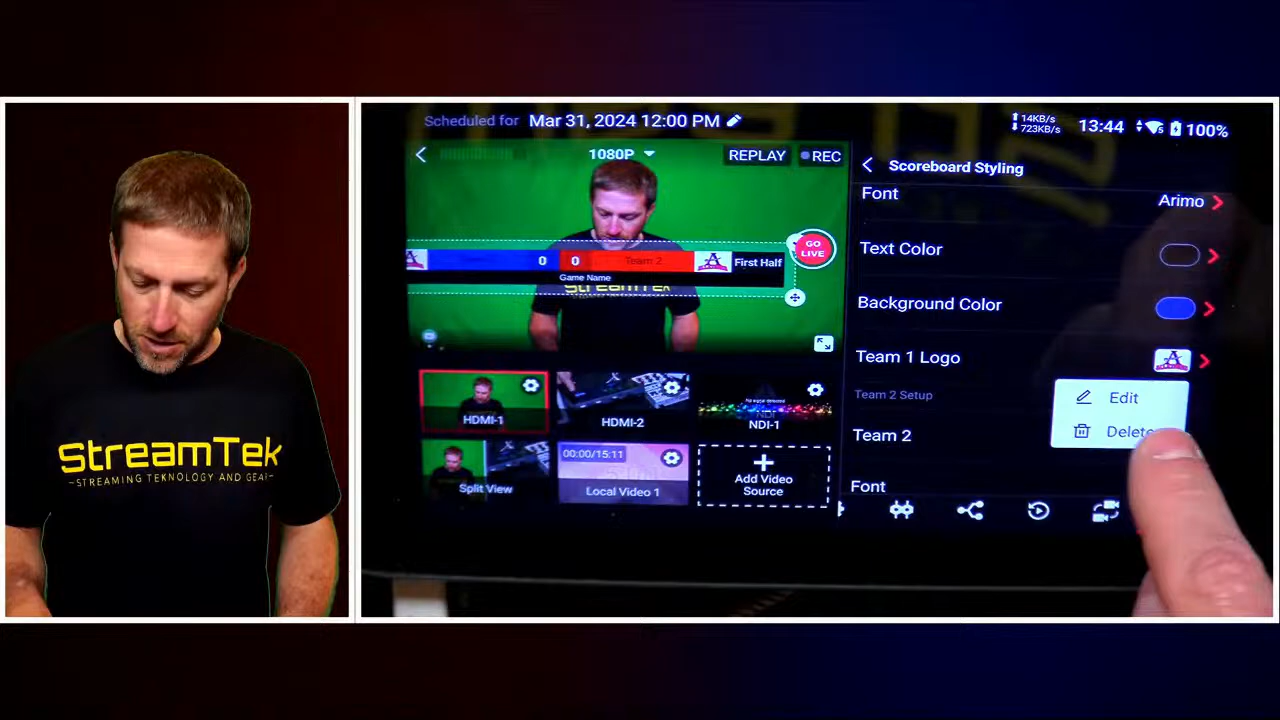 StreamTek
~STREAMING TEKNOLOGY AND GEAR~
Scheduled for Mar 31, 2024 12:00 PM
14KB/s
723KB/s
13:44
100%
1080P
REPLAY
REC
GO
LIVE
0
0
Team 2
First Half
Game Name
HDMI-1
HDMI-2
NDI-1
Split View
00:00/15:11
Local Video 1
Add Video
Source
Scoreboard Styling
Font
Arimo
Text Color
Background Color
Team 1 Logo
Team 2 Setup
Edit
Delete
Team 2
Font